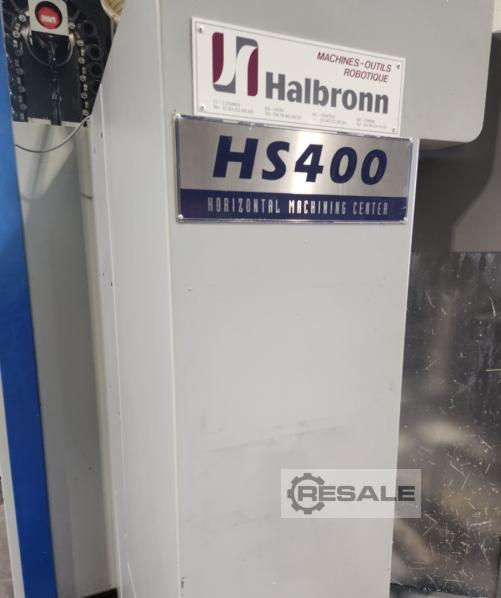 MACHINES-OUTILS
ROBOTIQUE
Halbronn
HS400
HORIZONTAL MACHINING CENTER
RESALE